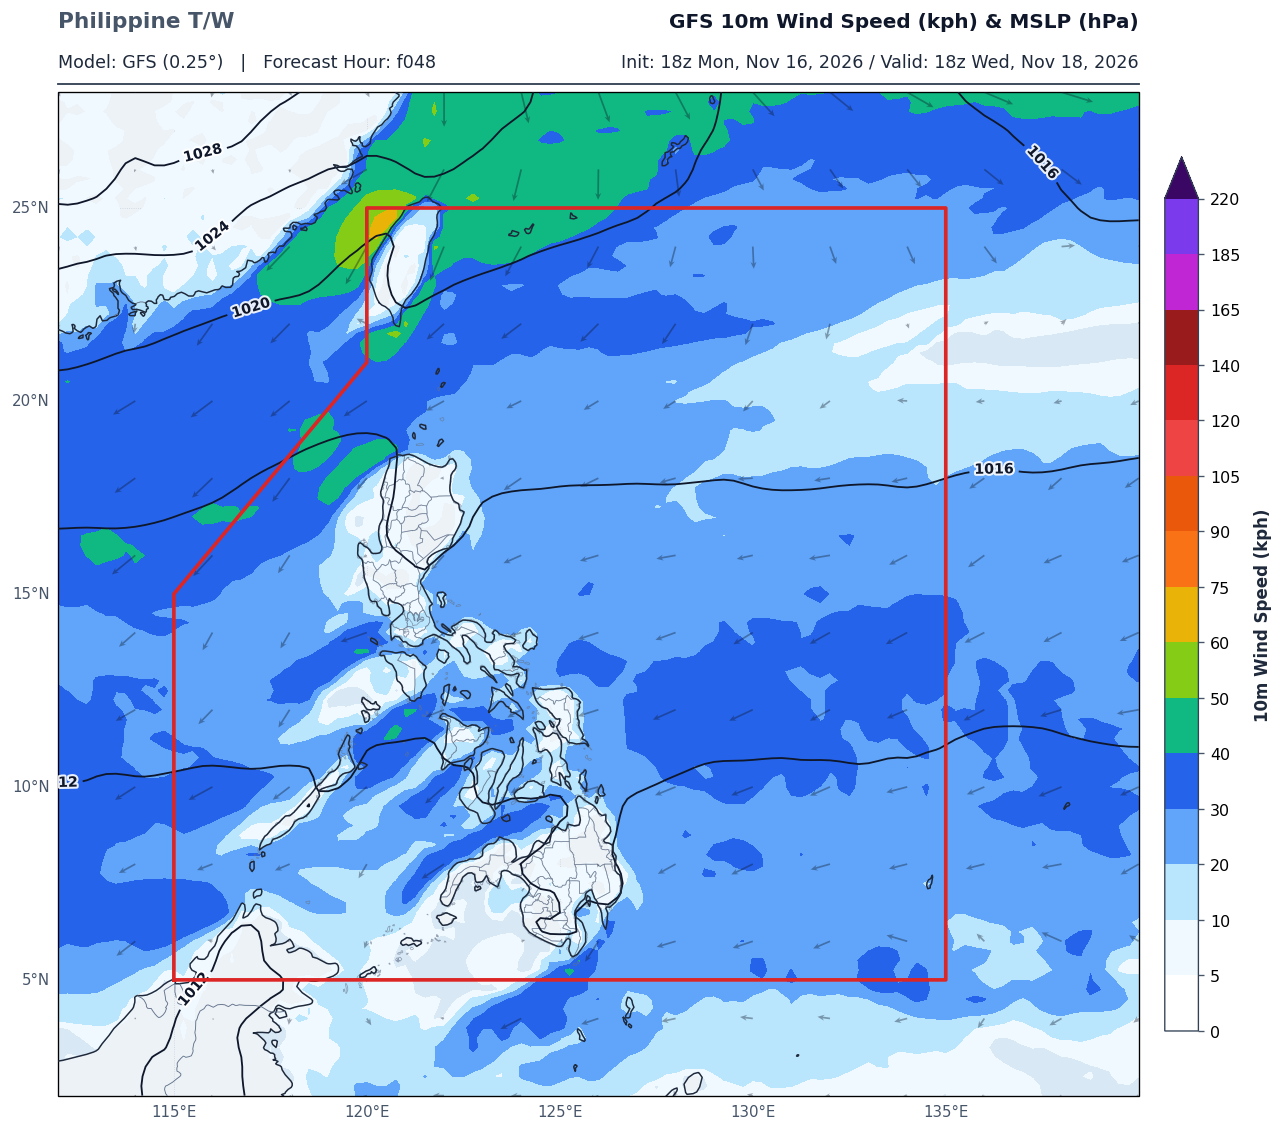 Philippine T/W
GFS 10m Wind Speed (kph) & MSLP (hPa)
Model: GFS (0.25°) | Forecast Hour: f048
Init: 18z Mon, Nov 16, 2026 / Valid: 18z Wed, Nov 18, 2026
1028
1016
1024
1020
1016
12
1012
25°N
20°N
15°N
10°N
5°N
115°E
120°E
125°E
130°E
135°E
220
185
165
140
120
105
90
75
60
50
40
30
20
10
5
0
10m Wind Speed (kph)